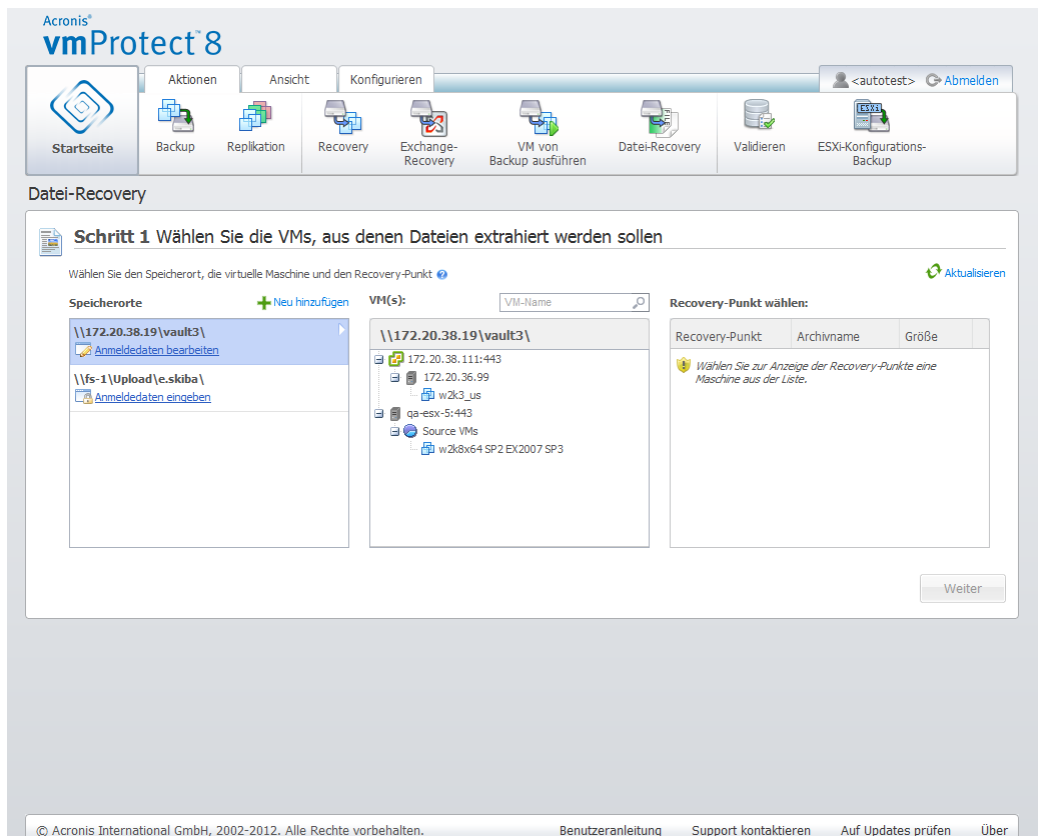 Acronis®
vmProtect™ 8
Aktionen
Ansicht
Konfigurieren
<autotest>
Abmelden
Startseite
Backup
Replikation
Recovery
Exchange-
Recovery
VM von
Backup ausführen
Datei-Recovery
Validieren
ESXi
ESXi-Konfigurations-
Backup
Datei-Recovery
Schritt 1 Wählen Sie die VMs, aus denen Dateien extrahiert werden sollen
Wählen Sie den Speicherort, die virtuelle Maschine und den Recovery-Punkt
Aktualisieren
Speicherorte
Neu hinzufügen
\\172.20.38.19\vault3\
Anmeldedaten bearbeiten
\\fs-1\Upload\e.skiba\
Anmeldedaten eingeben
VM(s):
VM-Name
\\172.20.38.19\vault3\
172.20.38.111:443
172.20.36.99
w2k3_us
qa-esx-5:443
Source VMs
w2k8x64 SP2 EX2007 SP3
Recovery-Punkt wählen:
Recovery-Punkt
Archivname
Größe
Wählen Sie zur Anzeige der Recovery-Punkte eine
Maschine aus der Liste.
Weiter
© Acronis International GmbH, 2002-2012. Alle Rechte vorbehalten.
Benutzeranleitung
Support kontaktieren
Auf Updates prüfen
Über